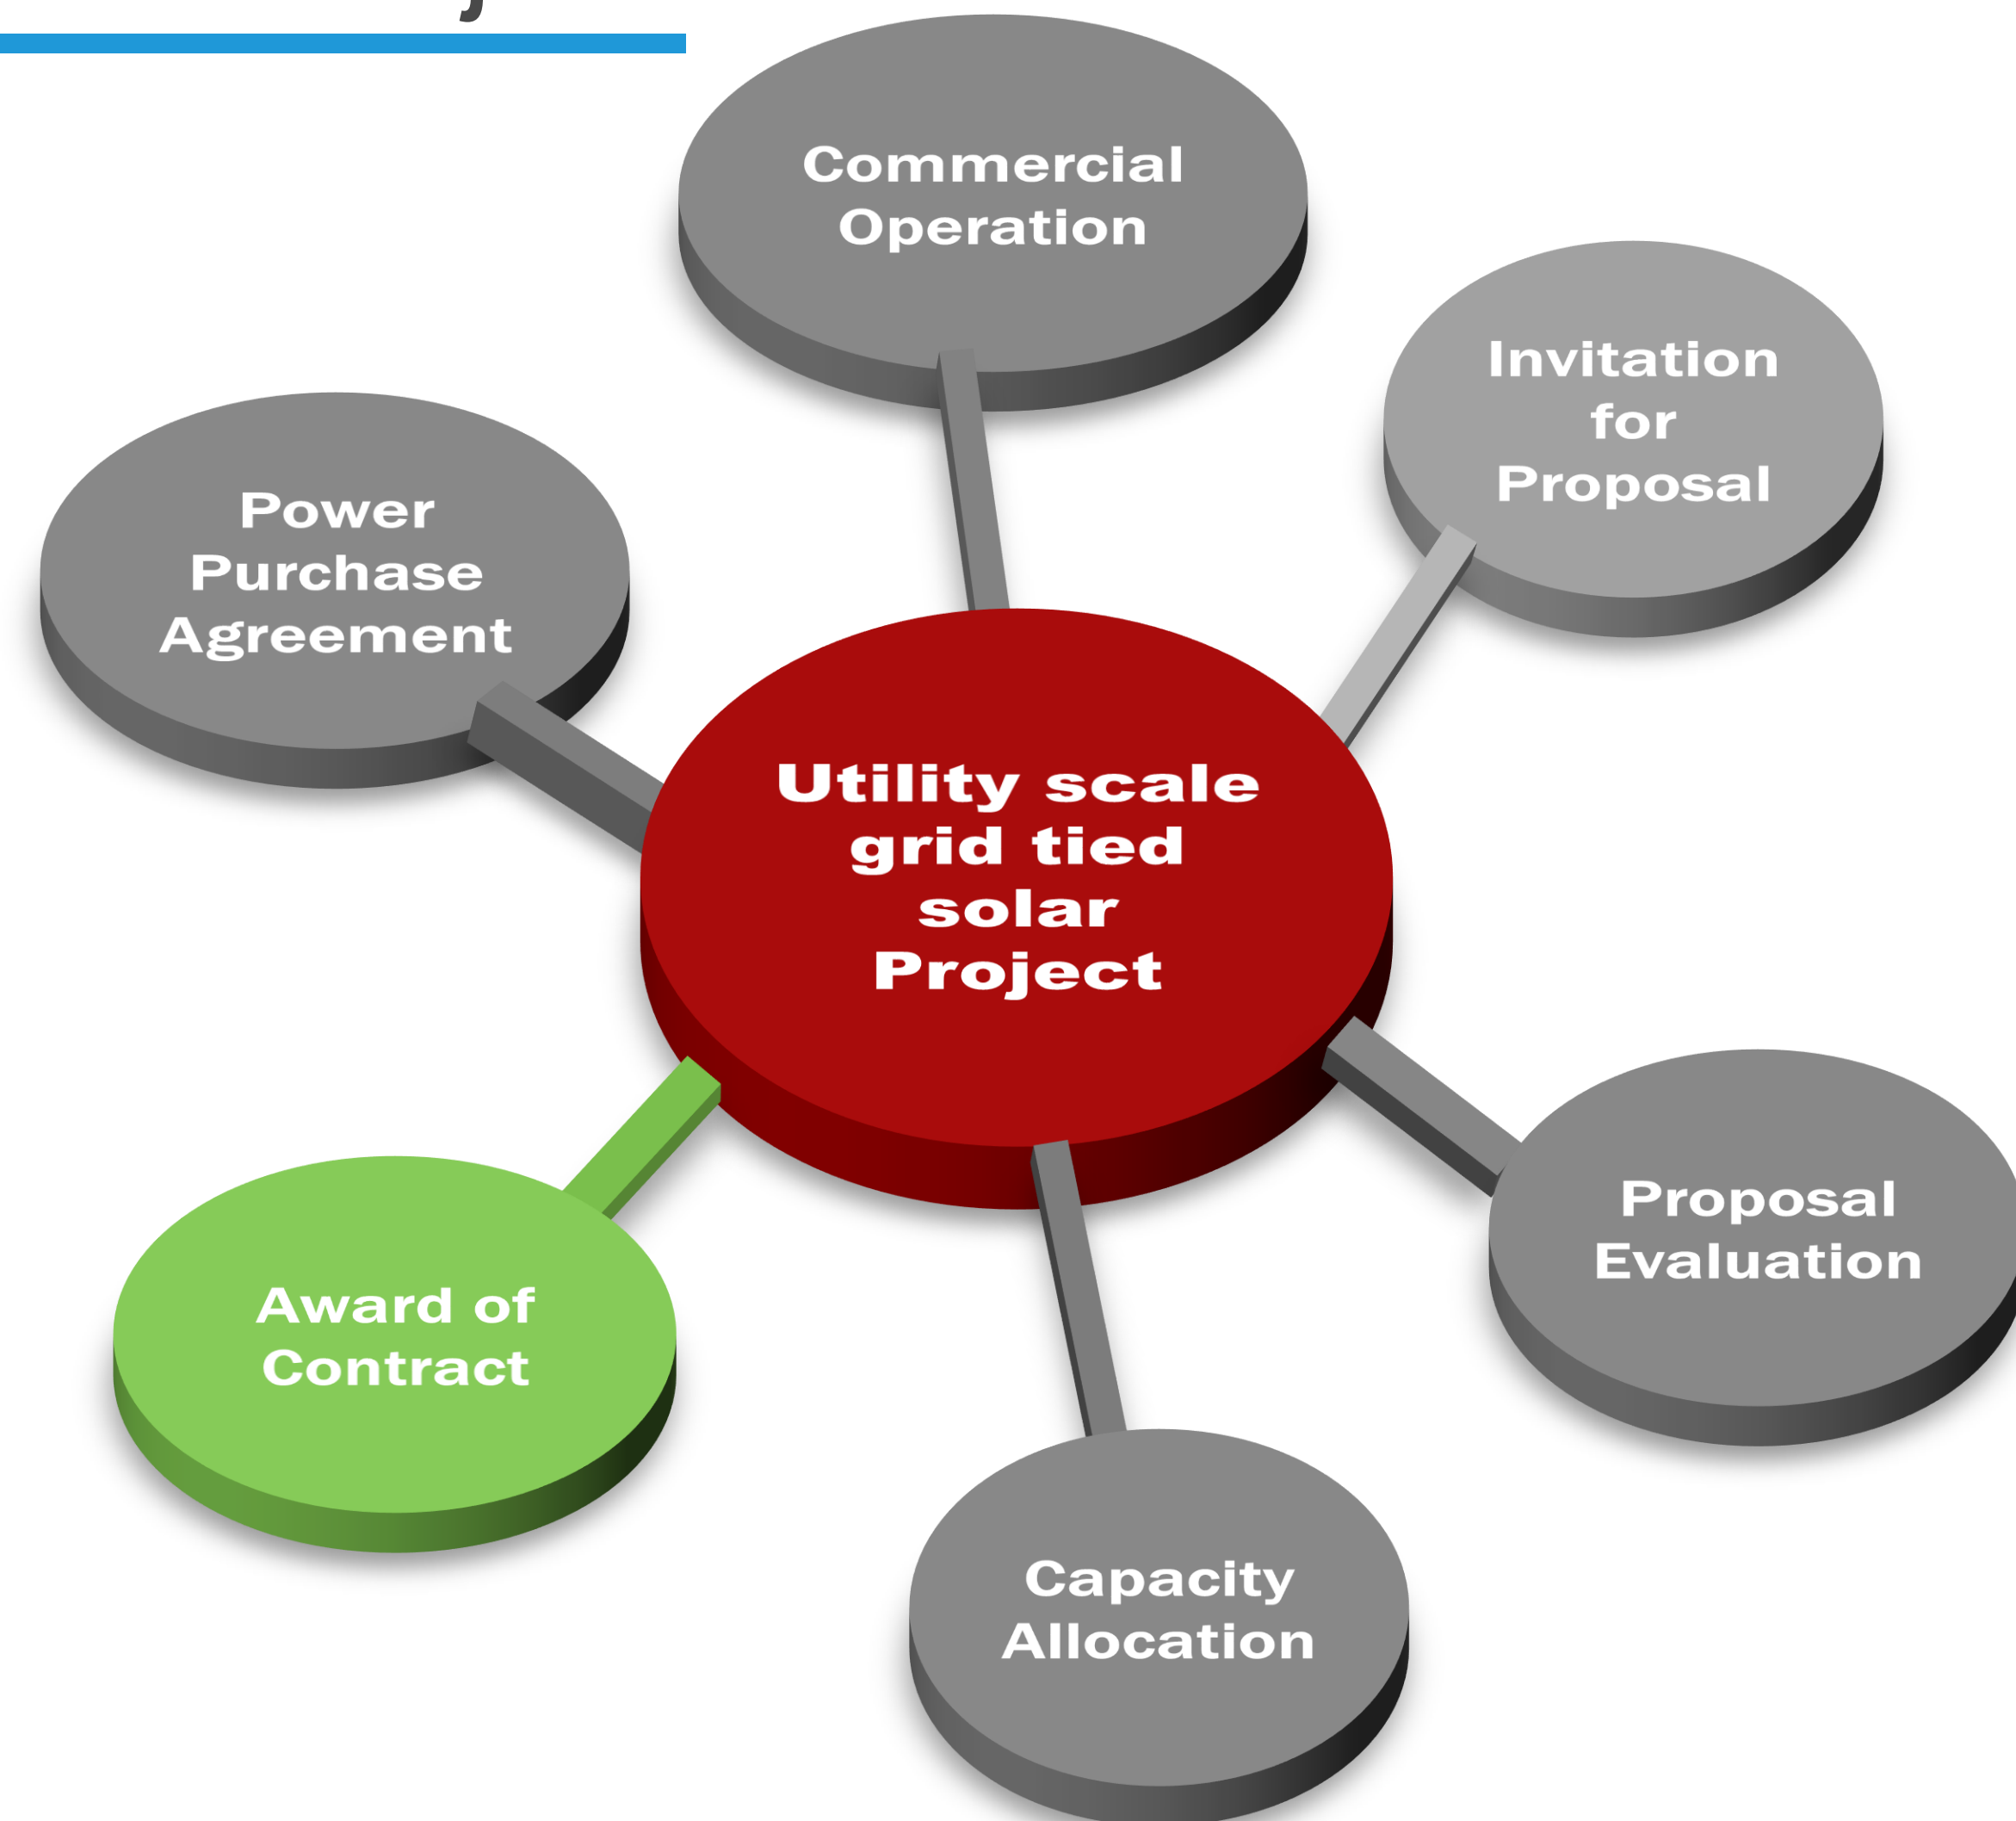 Commercial
Operation
Invitation
for
Proposal
Power
Purchase
Agreement
Utility scale
grid tied
solar
Project
Proposal
Evaluation
Award of
Contract
Capacity
Allocation